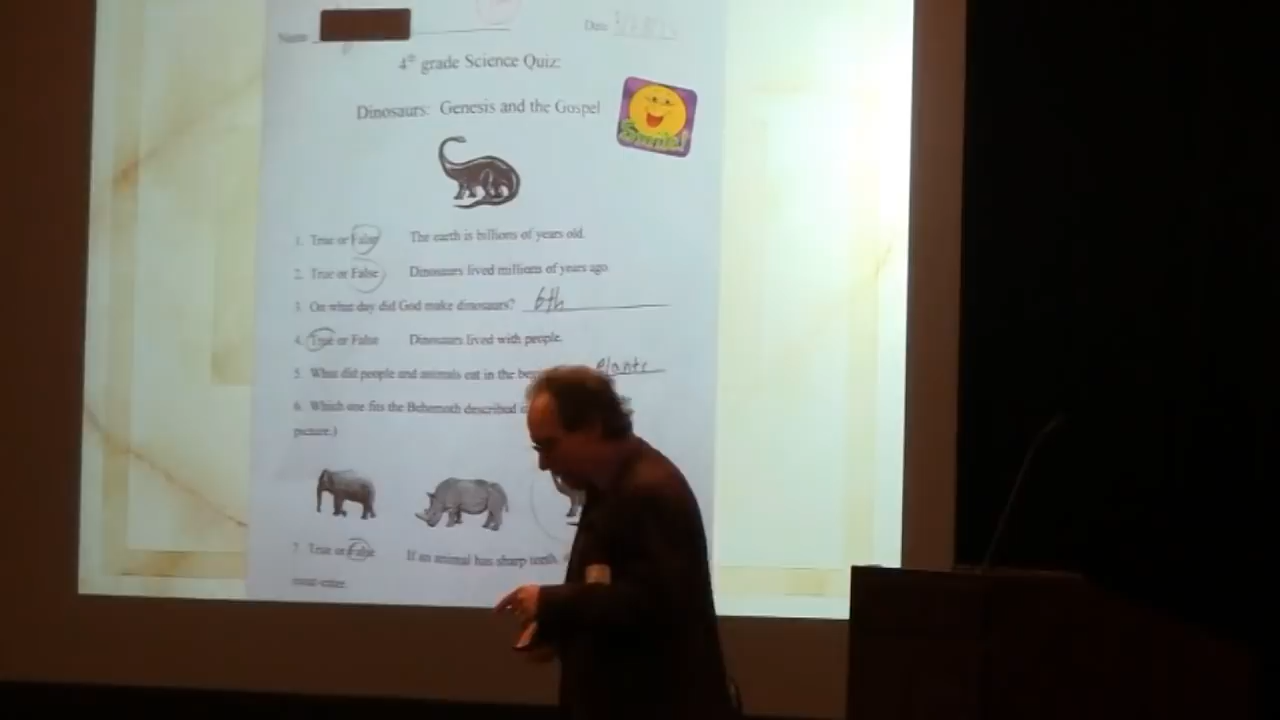 Name Date
4th grade Science Quiz:
Dinosaurs: Genesis and the Gospel
Smile!
1. True or False The earth is billions of years old.
2. True or False Dinosaurs lived millions of years ago.
3. On what day did God make dinosaurs? 6th
4. True or False Dinosaurs lived with people.
5. What did people and animals eat in the Plants
6. Which one fits the Behemoth described
picture.)
7. True or False If an animal has sharp teeth,
meat-eater.